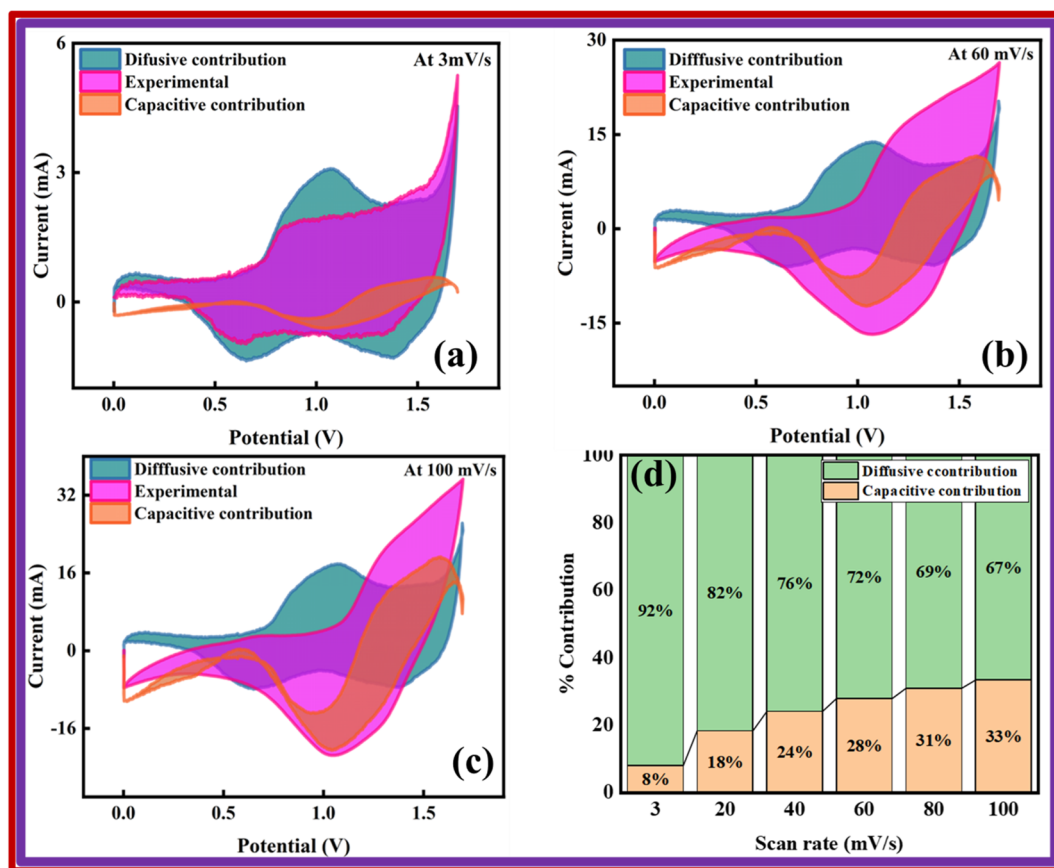 6
Difusive contribution
At 3mV/s
Experimental
Capacitive contribution
3
0
Current (mA)
(a)
0.0 0.5 1.0 1.5
Potential (V)
30
Difffusive contribution
At 60 mV/s
Experimental
Capacitive contribution
15
0
-15
Current (mA)
(b)
0.0 0.5 1.0 1.5
Potential (V)
Difffusive contribution
At 100 mV/s
32
Experimental
Capacitive contribution
16
0
-16
Current (mA)
(c)
0.0 0.5 1.0 1.5
Potential (V)
100
(d)
Diffusive ccontribution
Capacitive contribution
80
60
40
20
0
% Contribution
92% 82% 76% 72% 69% 67%
8% 18% 24% 28% 31% 33%
3 20 40 60 80 100
Scan rate (mV/s)